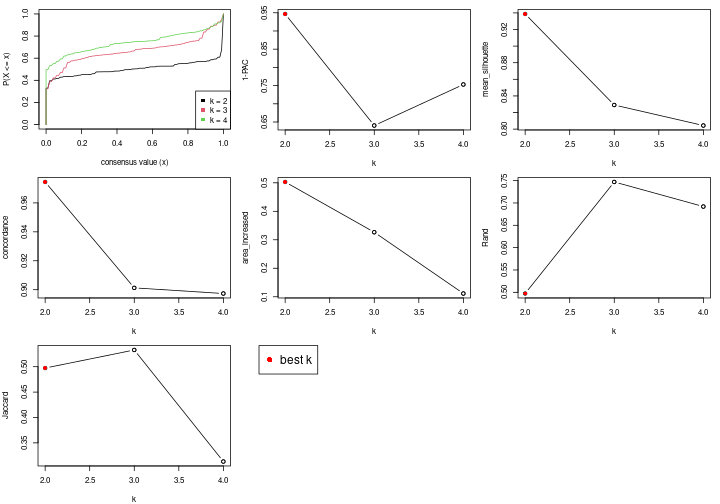 P(X <= x)
0.0 0.2 0.4 0.6 0.8 1.0
k = 2
k = 3
k = 4
0.0 0.2 0.4 0.6 0.8 1.0
consensus value (x)
1-PAC
0.65 0.75 0.85 0.95
2.0 2.5 3.0 3.5 4.0
k
mean_silhouette
0.80 0.84 0.88 0.92
2.0 2.5 3.0 3.5 4.0
k
concordance
0.90 0.92 0.94 0.96
2.0 2.5 3.0 3.5 4.0
k
area_increased
0.1 0.2 0.3 0.4 0.5
2.0 2.5 3.0 3.5 4.0
k
Rand
0.50 0.55 0.60 0.65 0.70 0.75
2.0 2.5 3.0 3.5 4.0
k
Jaccard
0.35 0.40 0.45 0.50
2.0 2.5 3.0 3.5 4.0
k
best k